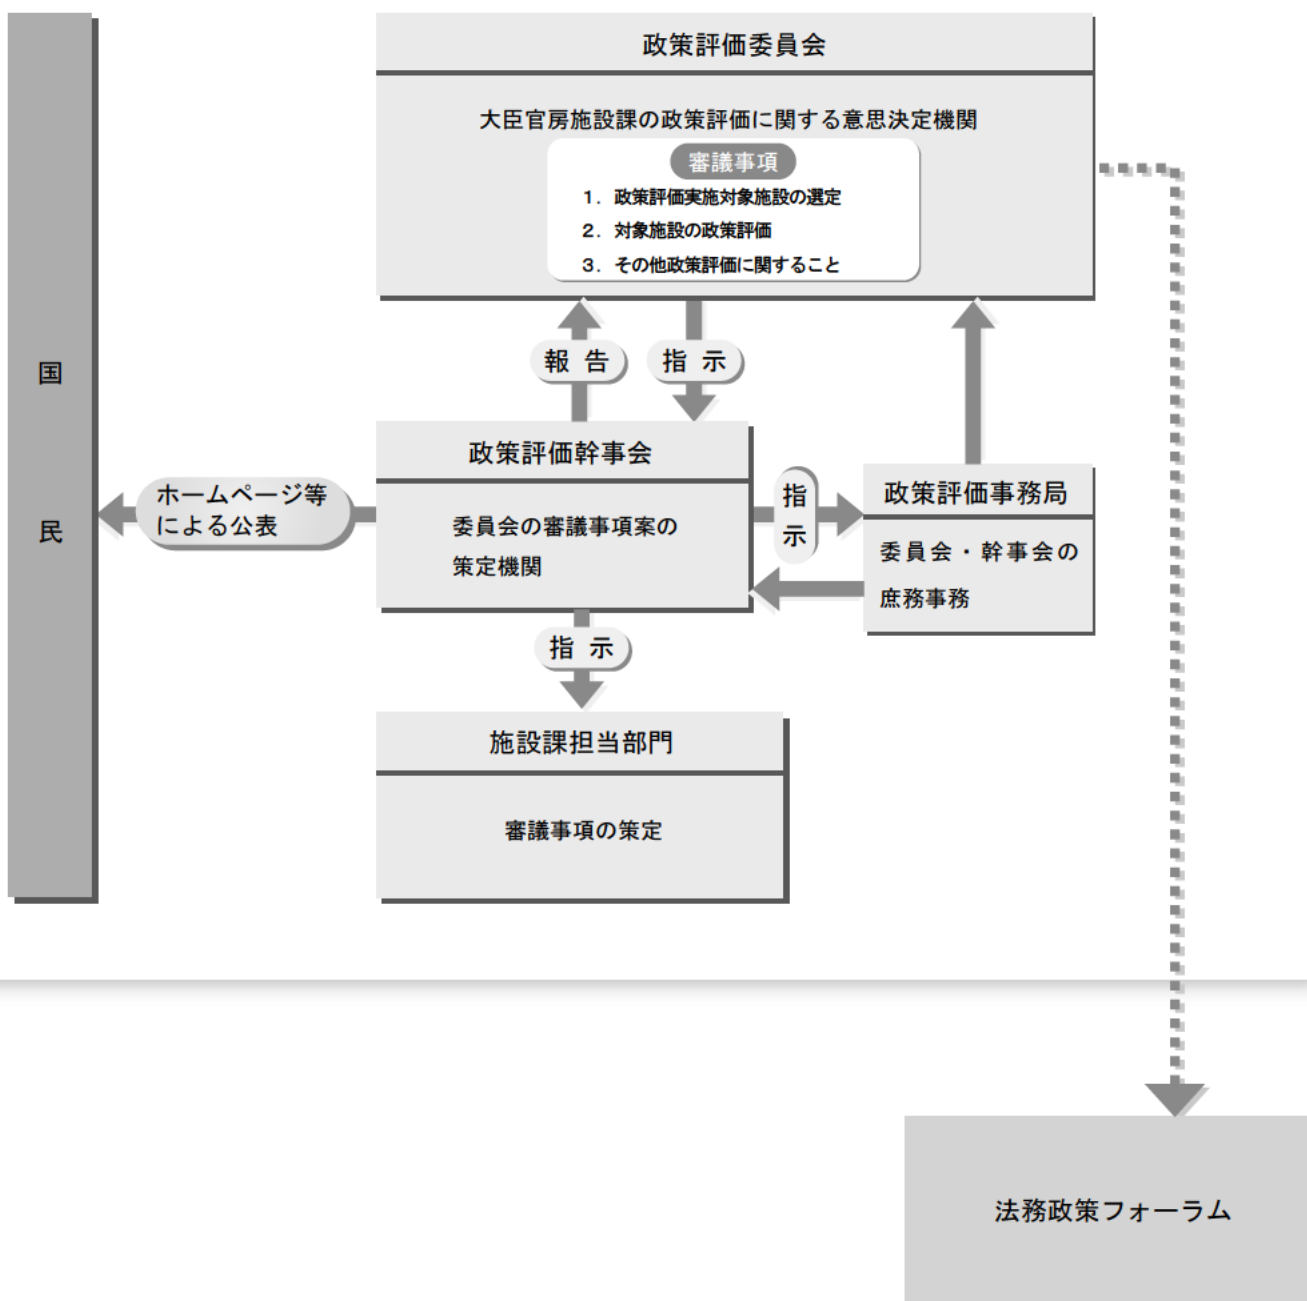 政策評価委員会
大臣官房施設課の政策評価に関する意思決定機関
審議事項
1．政策評価実施対象施設の選定
2．対象施設の政策評価
3．その他政策評価に関すること
報 告
指 示
国
民
政策評価幹事会
委員会の審議事項案の
策定機関
ホームページ等
による公表
指
示
政策評価事務局
委員会・幹事会の
庶務事務
指 示
施設課担当部門
審議事項の策定
法務政策フォーラム